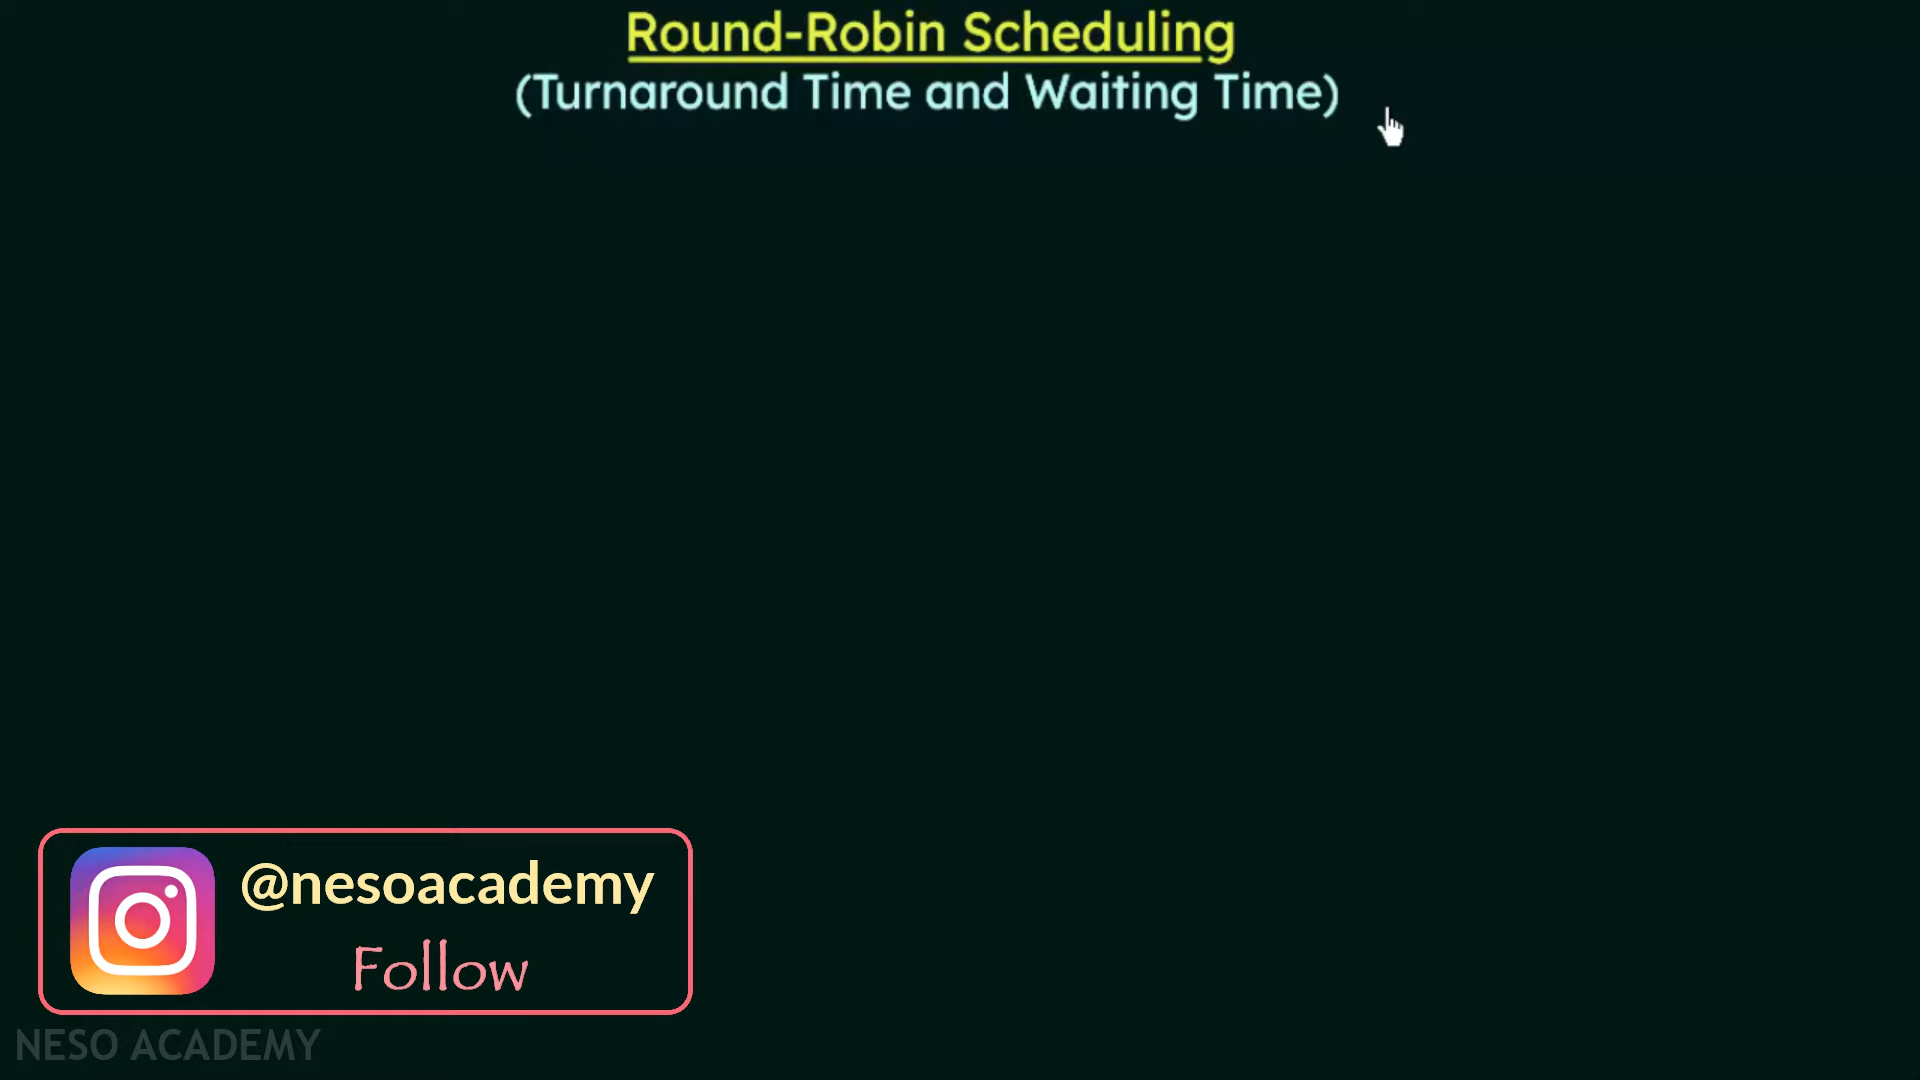 Round-Robin Scheduling
(Turnaround Time and Waiting Time)
@nesoacademy
Follow
NESO ACADEMY